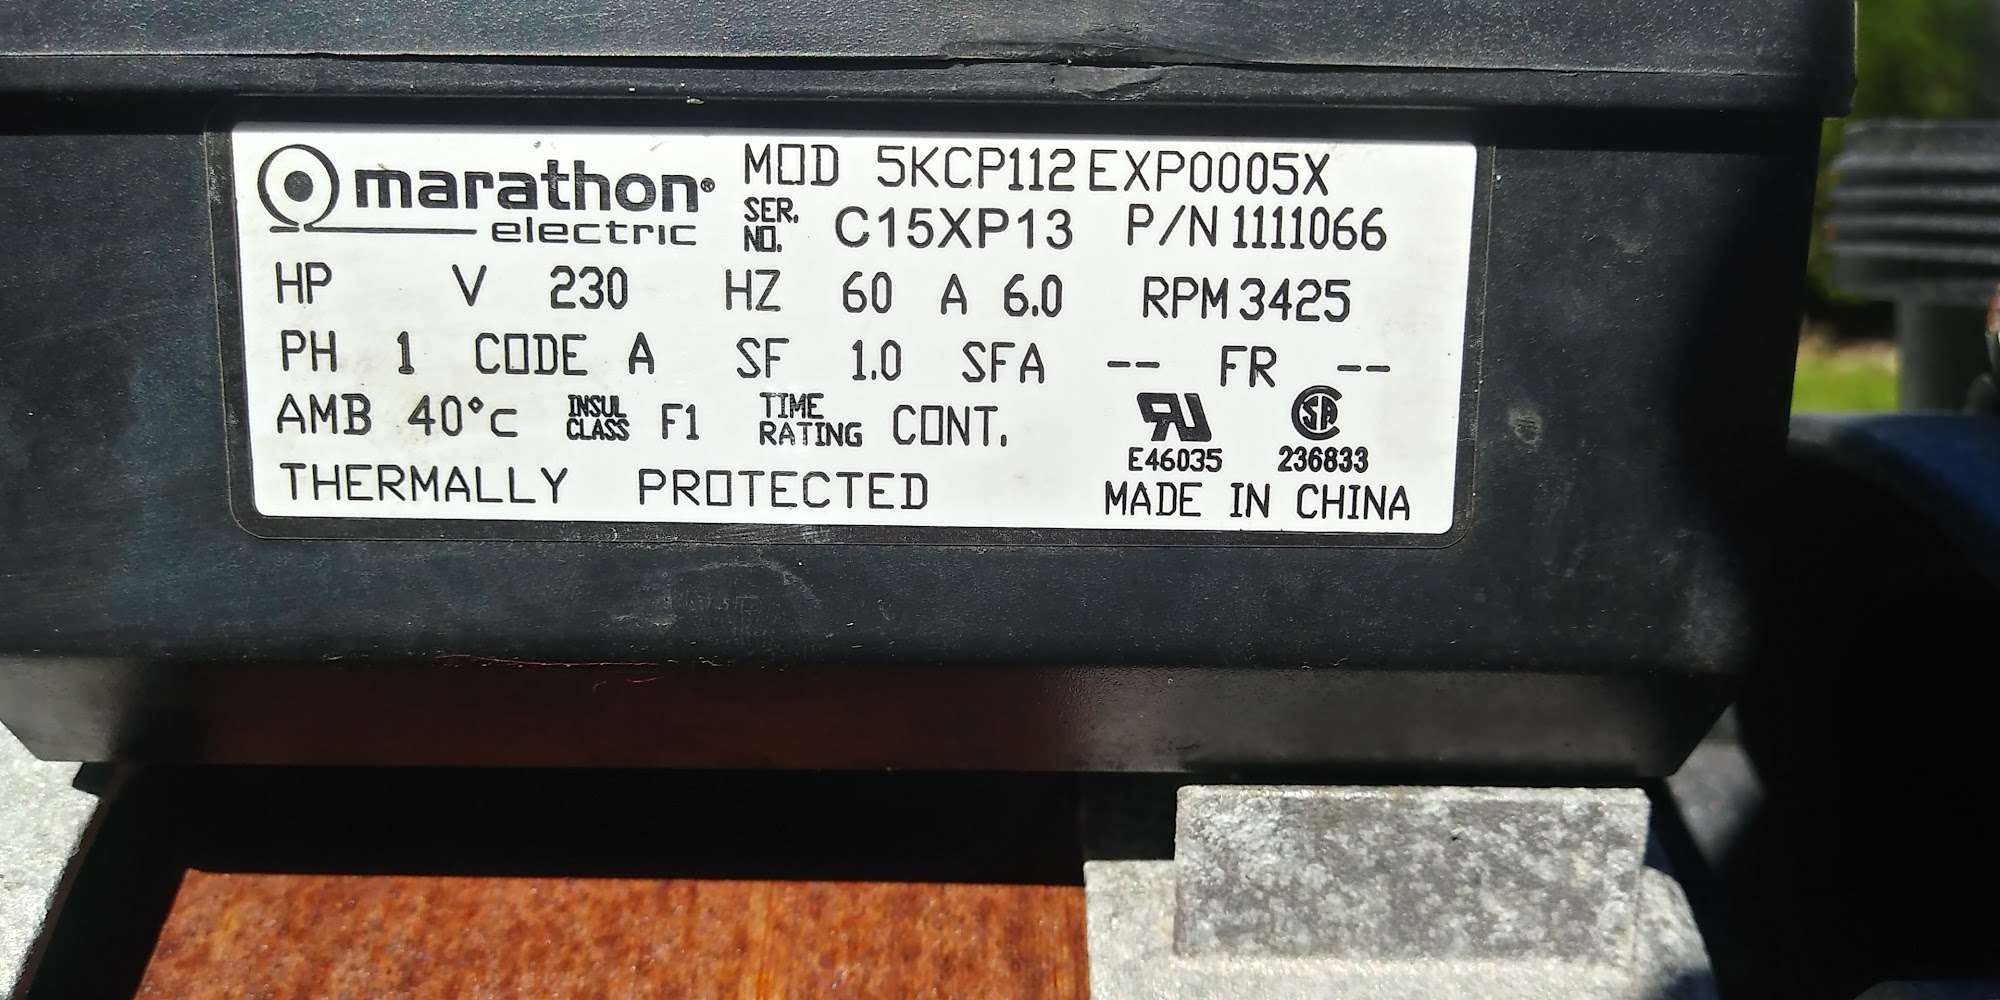 marathon® electric
MOD 5KCP112EXP0005X
SER. NO. C15XP13 P/N 1111066
HP V 230 HZ 60 A 6.0 RPM 3425
PH 1 CODE A SF 1.0 SFA -- FR --
AMB 40°C INSUL CLASS F1 TIME RATING CONT.
E46035 236833
THERMALLY PROTECTED MADE IN CHINA